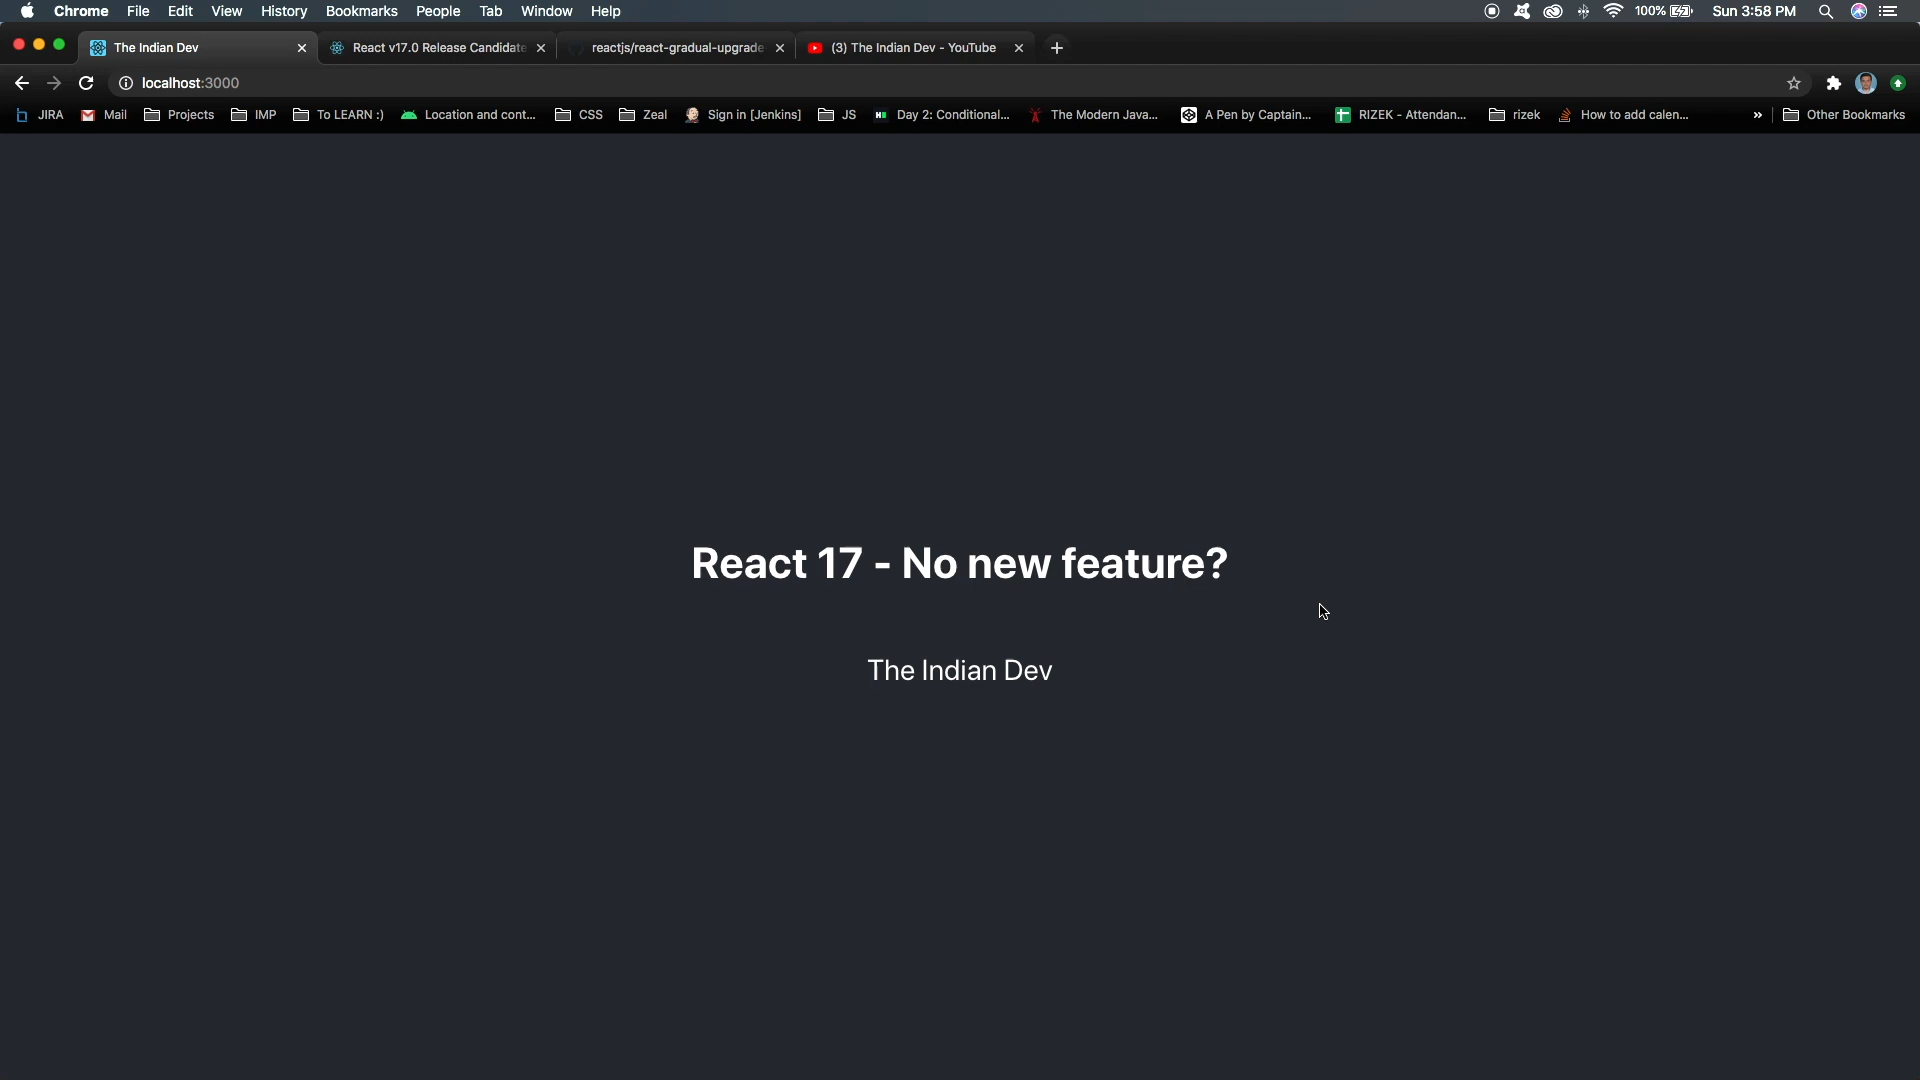 Chrome File Edit View History Bookmarks People Tab Window Help 100% Sun 3:58 PM
The Indian Dev React v17.0 Release Candidate reactjs/react-gradual-upgrade (3) The Indian Dev - YouTube
localhost:3000
JIRA Mail Projects IMP To LEARN :) Location and cont... CSS Zeal Sign in [Jenkins] JS Day 2: Conditional... The Modern Java... A Pen by Captain... RIZEK - Attendan... rizek How to add calen... » Other Bookmarks
React 17 - No new feature?
The Indian Dev